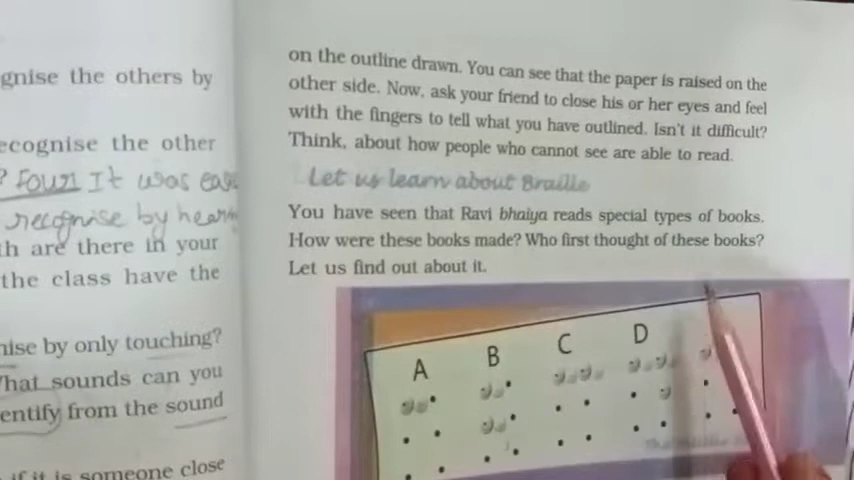 gnise the others by
ecognise the other
? Four It was eas
recognise by hear
th are there in your
the class have the
nise by only touching?
What sounds can you
entify from the sound
if it is someone close
on the outline drawn. You can see that the paper is raised on the
other side. Now, ask your friend to close his or her eyes and feel
with the fingers to tell what you have outlined. Isn't it difficult?
Think, about how people who cannot see are able to read.
Let us learn about Braille
You have seen that Ravi bhaiya reads special types of books.
How were these books made? Who first thought of these books?
Let us find out about it.
A B C D